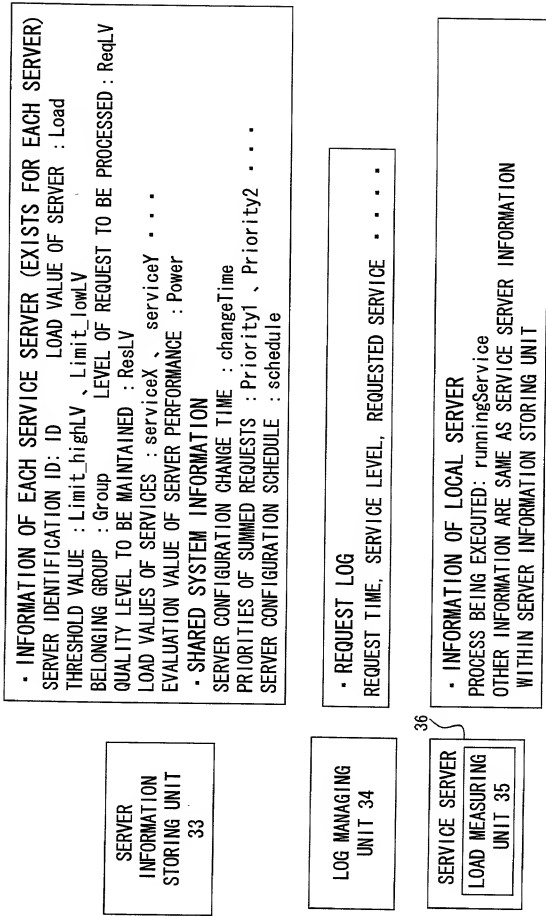 SERVER
INFORMATION
STORING UNIT
33
· INFORMATION OF EACH SERVICE SERVER (EXISTS FOR EACH SERVER)
SERVER IDENTIFICATION ID: ID LOAD VALUE OF SERVER : Load
THRESHOLD VALUE : Limit_highLV 、 Limit_lowLV
BELONGING GROUP : Group LEVEL OF REQUEST TO BE PROCESSED : ReqLV
QUALITY LEVEL TO BE MAINTAINED : ResLV
LOAD VALUES OF SERVICES : serviceX 、 serviceY · · ·
EVALUATION VALUE OF SERVER PERFORMANCE : Power
· SHARED SYSTEM INFORMATION
SERVER CONFIGURATION CHANGE TIME : changeTime
PRIORITIES OF SUMMED REQUESTS : Priority1 、 Priority2 · · ·
SERVER CONFIGURATION SCHEDULE : schedule
LOG MANAGING
UNIT 34
· REQUEST LOG
REQUEST TIME, SERVICE LEVEL, REQUESTED SERVICE · · · ·
36
SERVICE SERVER
LOAD MEASURING
UNIT 35
· INFORMATION OF LOCAL SERVER
PROCESS BEING EXECUTED: runningService
OTHER INFORMATION ARE SAME AS SERVICE SERVER INFORMATION
WITHIN SERVER INFORMATION STORING UNIT